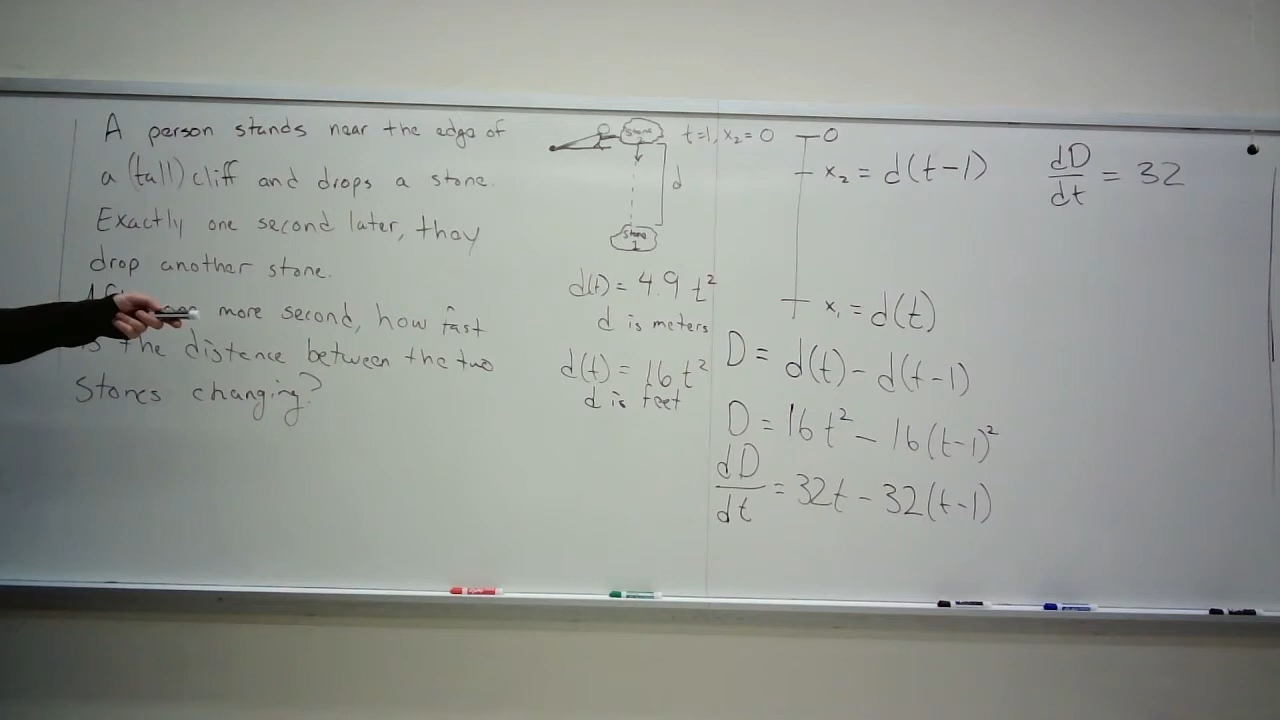 A person stands near the edge of
a (tall) cliff and drops a stone.
Exactly one second later, they
drop another stone.
more second, how fast
is the distance between the two
stones changing?
Stone
2
d
Stone
1
t=1, x₂=0
d(t) = 4.9 t²
d is meters
d(t) = 16 t²
d is feet
0
x₂ = d(t-1)
x₁ = d(t)
D = d(t) - d(t-1)
D = 16t² - 16(t-1)²
dD/dt = 32t - 32(t-1)
dD/dt = 32